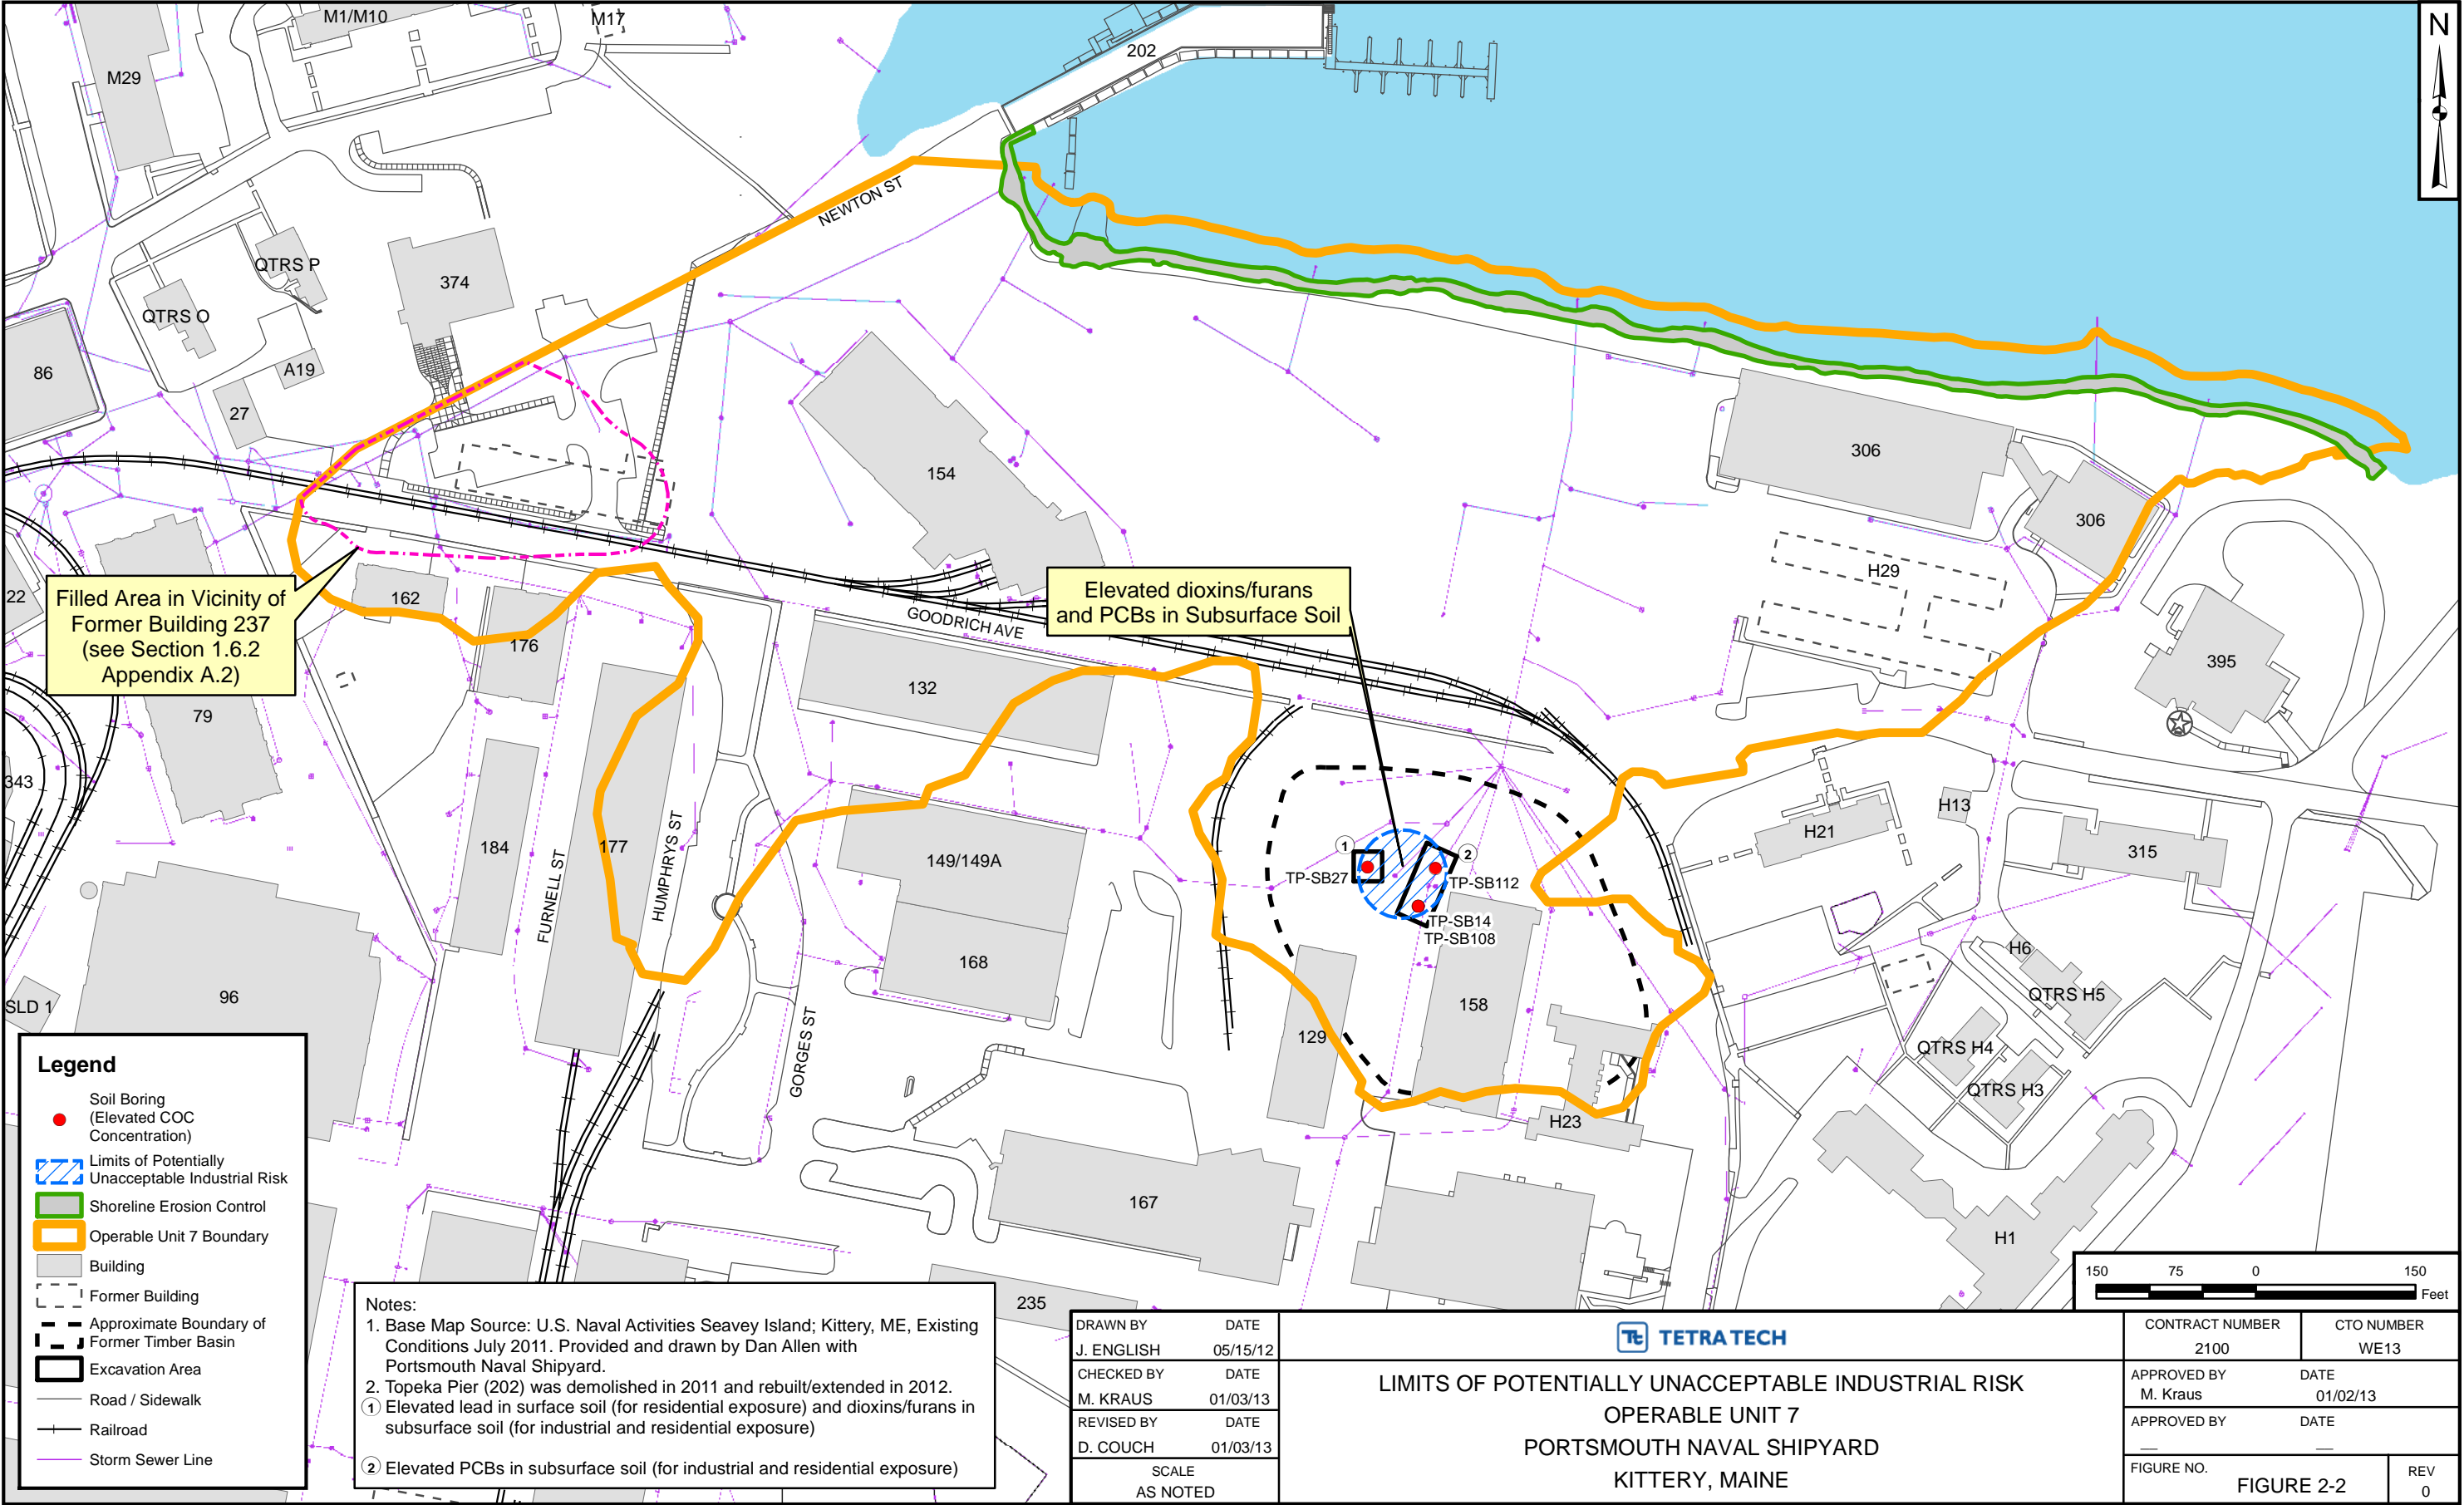 M1/M10
M17
M29
202
N
NEWTON ST
QTRS P
374
QTRS O
86
A19
27
154
306
306
H29
22
Filled Area in Vicinity of
Former Building 237
(see Section 1.6.2
Appendix A.2)
162
176
GOODRICH AVE
Elevated dioxins/furans
and PCBs in Subsurface Soil
395
132
79
343
184
177
FURNELL ST
HUMPHRYS ST
GORGES ST
149/149A
168
H13
H21
315
1
2
TP-SB27
TP-SB112
TP-SB14
TP-SB108
158
129
H6
QTRS H5
QTRS H4
QTRS H3
H23
H1
96
SLD 1
167
235
Legend
Soil Boring
(Elevated COC
Concentration)
Limits of Potentially
Unacceptable Industrial Risk
Shoreline Erosion Control
Operable Unit 7 Boundary
Building
Former Building
Approximate Boundary of
Former Timber Basin
Excavation Area
Road / Sidewalk
Railroad
Storm Sewer Line
Notes:
1. Base Map Source: U.S. Naval Activities Seavey Island; Kittery, ME, Existing
Conditions July 2011. Provided and drawn by Dan Allen with
Portsmouth Naval Shipyard.
2. Topeka Pier (202) was demolished in 2011 and rebuilt/extended in 2012.
1 Elevated lead in surface soil (for residential exposure) and dioxins/furans in
subsurface soil (for industrial and residential exposure)
2 Elevated PCBs in subsurface soil (for industrial and residential exposure)
150 75 0 150
Feet
DRAWN BY DATE
J. ENGLISH 05/15/12
CHECKED BY DATE
M. KRAUS 01/03/13
REVISED BY DATE
D. COUCH 01/03/13
SCALE
AS NOTED
Tt TETRA TECH
LIMITS OF POTENTIALLY UNACCEPTABLE INDUSTRIAL RISK
OPERABLE UNIT 7
PORTSMOUTH NAVAL SHIPYARD
KITTERY, MAINE
CONTRACT NUMBER CTO NUMBER
2100 WE13
APPROVED BY DATE
M. Kraus 01/02/13
APPROVED BY DATE
__ __
FIGURE NO. REV
FIGURE 2-2 0